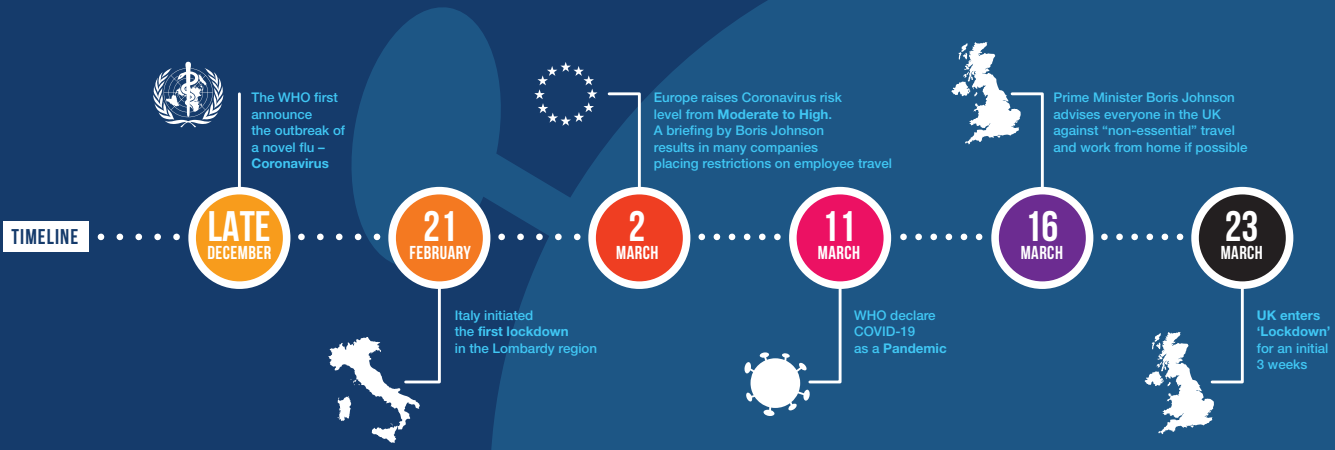 TIMELINE
LATE
DECEMBER
The WHO first
announce
the outbreak of
a novel flu –
Coronavirus
21
FEBRUARY
Italy initiated
the first lockdown
in the Lombardy region
2
MARCH
Europe raises Coronavirus risk
level from Moderate to High.
A briefing by Boris Johnson
results in many companies
placing restrictions on employee travel
11
MARCH
WHO declare
COVID-19
as a Pandemic
16
MARCH
Prime Minister Boris Johnson
advises everyone in the UK
against “non-essential” travel
and work from home if possible
23
MARCH
UK enters
‘Lockdown’
for an initial
3 weeks